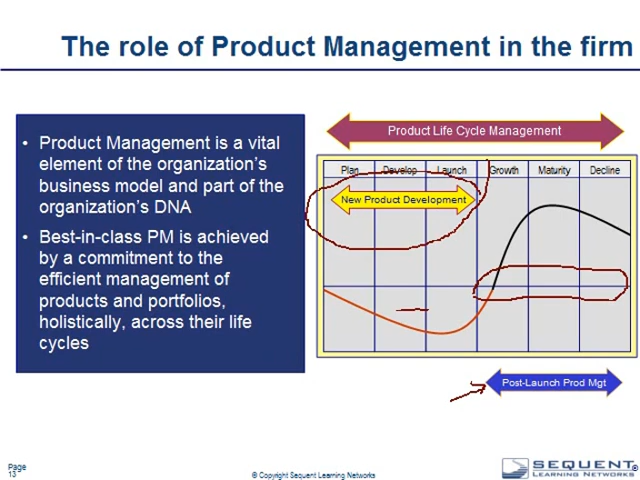 The role of Product Management in the firm
• Product Management is a vital
element of the organization's
business model and part of the
organization's DNA
• Best-in-class PM is achieved
by a commitment to the
efficient management of
products and portfolios,
holistically, across their life
cycles
Product Life Cycle Management
Plan Develop Launch Growth Maturity Decline
New Product Development
Post-Launch Prod Mgt
Page
13
© Copyright Sequent Learning Networks
SEQUENT®
LEARNING NETWORKS